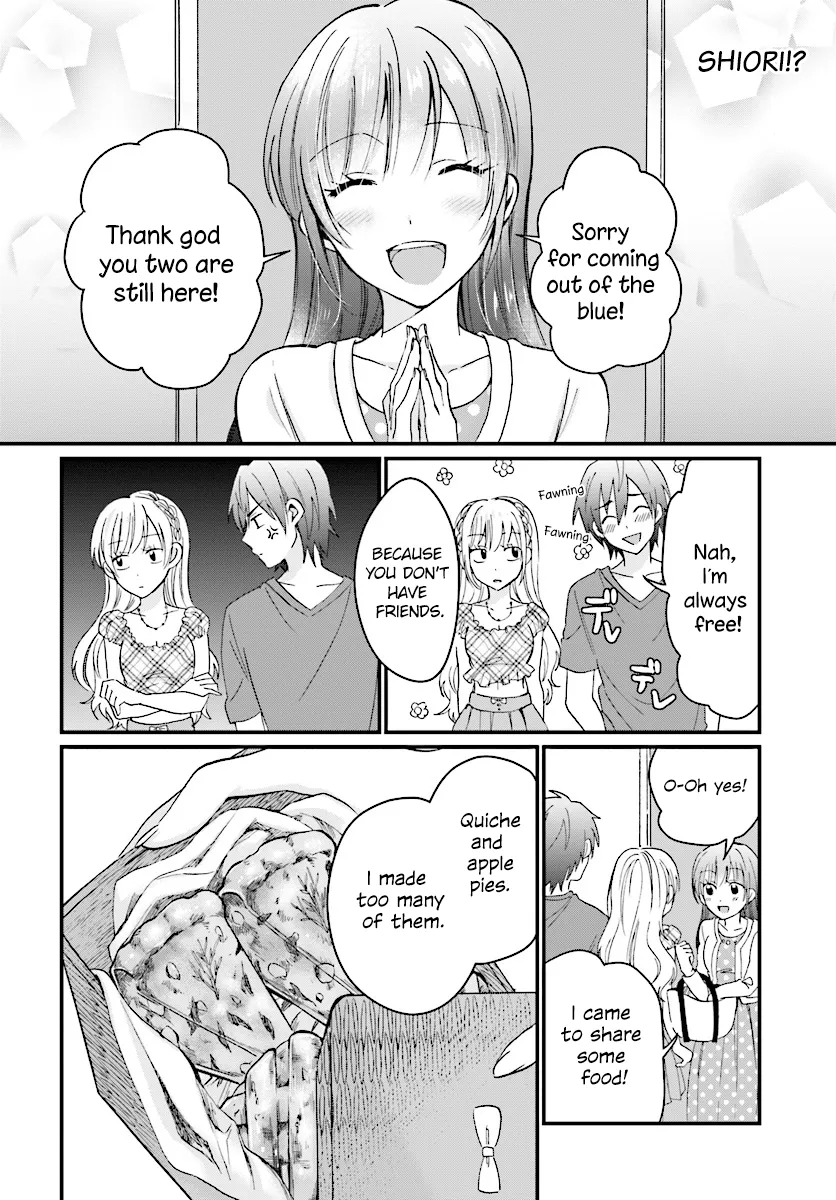 SHIORI!?
Sorry
for coming
out of the
blue!
Thank god
you two are
still here!
Nah,
I'm
always
free!
Fawning
Fawning
デレ
デレ
BECAUSE
YOU DON'T
HAVE
FRIENDS.
O-Oh yes!
I came
to share
some
food!
Quiche
and
apple
pies.
I made
too many
of them.